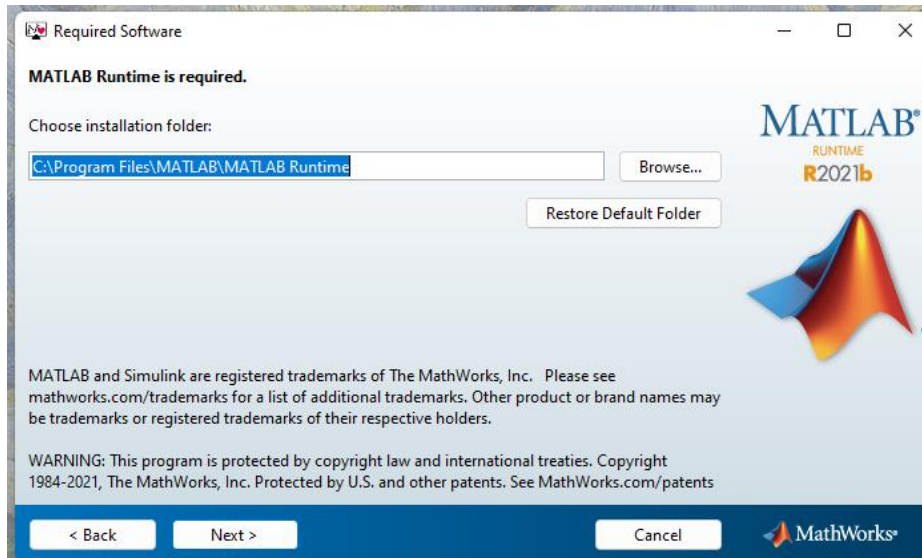 Required Software
MATLAB Runtime is required.
Choose installation folder:
C:\Program Files\MATLAB\MATLAB Runtime
Browse...
Restore Default Folder
MATLAB®
RUNTIME
R2021b
MATLAB and Simulink are registered trademarks of The MathWorks, Inc.   Please see
mathworks.com/trademarks for a list of additional trademarks. Other product or brand names may
be trademarks or registered trademarks of their respective holders.
WARNING: This program is protected by copyright law and international treaties. Copyright
1984-2021, The MathWorks, Inc. Protected by U.S. and other patents. See MathWorks.com/patents
< Back
Next >
Cancel
MathWorks®